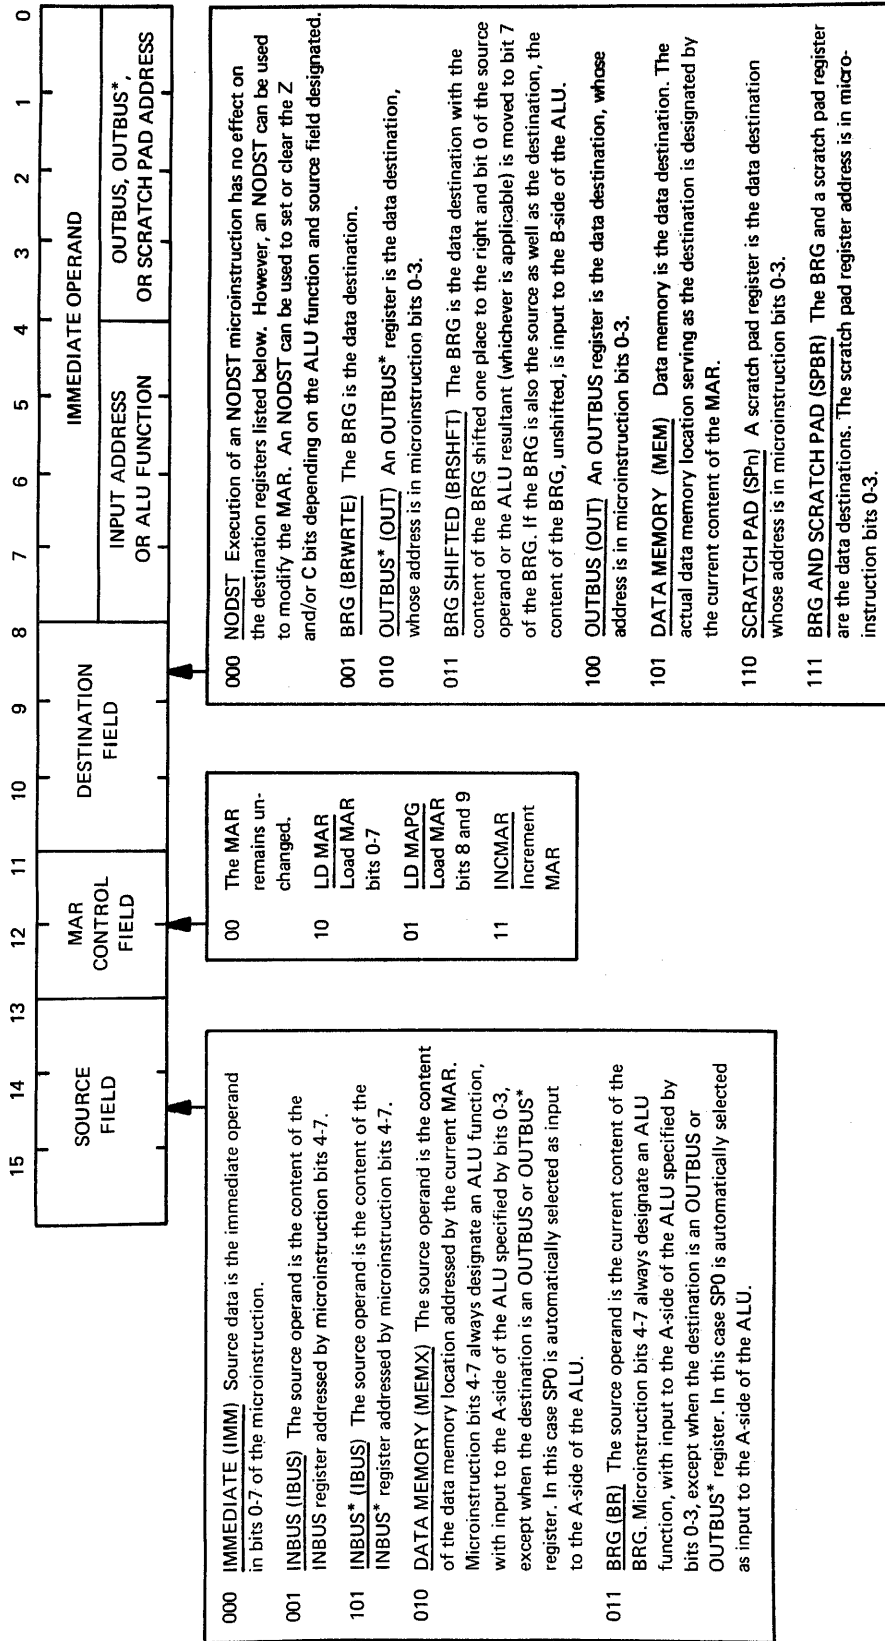 15 14 13 12 11 10 9 8 7 6 5 4 3 2 1 0
SOURCE
FIELD
MAR
CONTROL
FIELD
DESTINATION
FIELD
IMMEDIATE OPERAND
INPUT ADDRESS
OR ALU FUNCTION
OUTBUS, OUTBUS*,
OR SCRATCH PAD ADDRESS
000 IMMEDIATE (IMM) Source data is the immediate operand
in bits 0-7 of the microinstruction.
001 INBUS (IBUS) The source operand is the content of the
INBUS register addressed by microinstruction bits 4-7.
101 INBUS* (IBUS) The source operand is the content of the
INBUS* register addressed by microinstruction bits 4-7.
010 DATA MEMORY (MEMX) The source operand is the content
of the data memory location addressed by the current MAR.
Microinstruction bits 4-7 always designate an ALU function,
with input to the A-side of the ALU specified by bits 0-3,
except when the destination is an OUTBUS or OUTBUS*
register. In this case SP0 is automatically selected as input
to the A-side of the ALU.
011 BRG (BR) The source operand is the current content of the
BRG. Microinstruction bits 4-7 always designate an ALU
function, with input to the A-side of the ALU specified by
bits 0-3, except when the destination is an OUTBUS or
OUTBUS* register. In this case SP0 is automatically selected
as input to the A-side of the ALU.
00 The MAR
remains un-
changed.
10 LD MAR
Load MAR
bits 0-7
01 LD MAPG
Load MAR
bits 8 and 9
11 INCMAR
Increment
MAR
000 NODST Execution of an NODST microinstruction has no effect on
the destination registers listed below. However, an NODST can be used
to modify the MAR. An NODST can be used to set or clear the Z
and/or C bits depending on the ALU function and source field designated.
001 BRG (BRWRTE) The BRG is the data destination.
010 OUTBUS* (OUT) An OUTBUS* register is the data destination,
whose address is in microinstruction bits 0-3.
011 BRG SHIFTED (BRSHFT) The BRG is the data destination with the
content of the BRG shifted one place to the right and bit 0 of the source
operand or the ALU resultant (whichever is applicable) is moved to bit 7
of the BRG. If the BRG is also the source as well as the destination, the
content of the BRG, unshifted, is input to the B-side of the ALU.
100 OUTBUS (OUT) An OUTBUS register is the data destination, whose
address is in microinstruction bits 0-3.
101 DATA MEMORY (MEM) Data memory is the data destination. The
actual data memory location serving as the destination is designated by
the current content of the MAR.
110 SCRATCH PAD (SPn) A scratch pad register is the data destination
whose address is in microinstruction bits 0-3.
111 BRG AND SCRATCH PAD (SPBR) The BRG and a scratch pad register
are the data destinations. The scratch pad register address is in micro-
instruction bits 0-3.